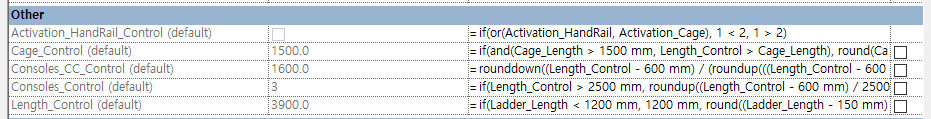 Other
Activation_HandRail_Control (default) = if(or(Activation_HandRail, Activation_Cage), 1 < 2, 1 > 2)
Cage_Control (default) 1500.0 = if(and(Cage_Length > 1500 mm, Length_Control > Cage_Length), round(Ca
Consoles_CC_Control (default) 1600.0 = rounddown((Length_Control - 600 mm) / (roundup(((Length_Control - 600
Consoles_Control (default) 3 = if(Length_Control > 2500 mm, roundup((Length_Control - 600 mm) / 2500
Length_Control (default) 3900.0 = if(Ladder_Length < 1200 mm, 1200 mm, round((Ladder_Length - 150 mm)